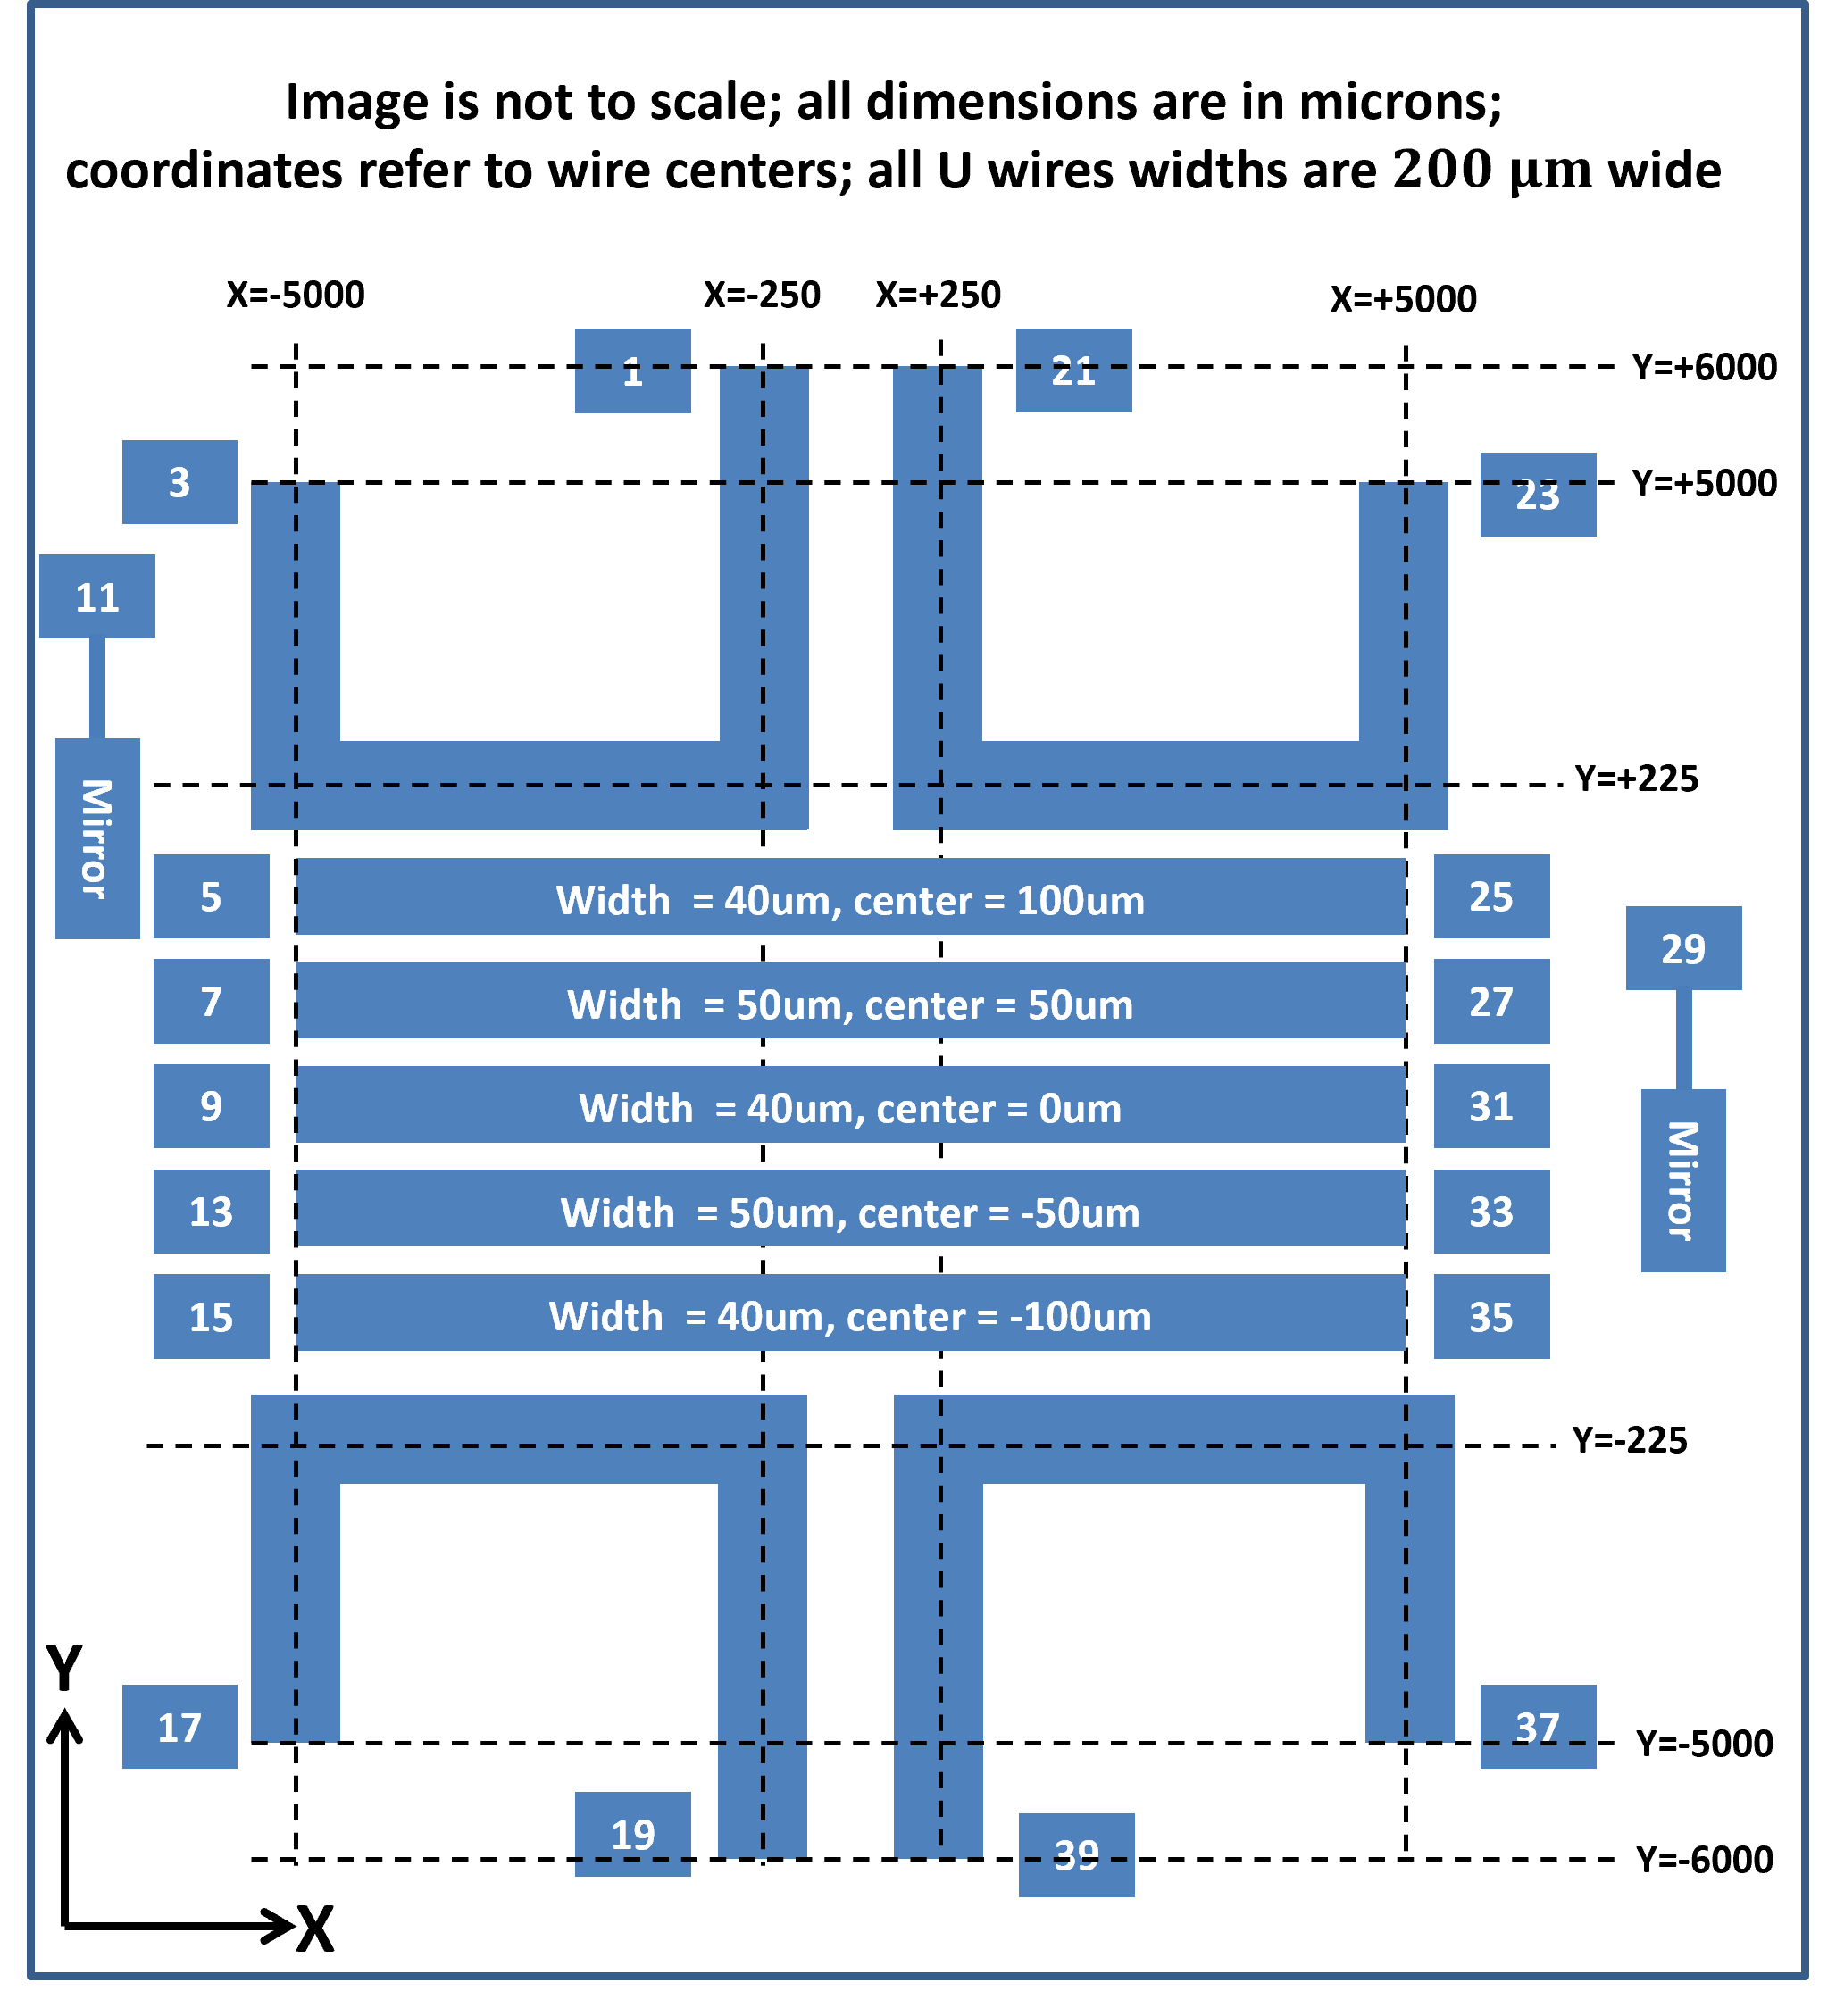 Image is not to scale; all dimensions are in microns;
coordinates refer to wire centers; all U wires widths are 200 μm wide
X=-5000
X=-250
X=+250
X=+5000
1
21
Y=+6000
3
23
Y=+5000
11
Mirror
Y=+225
5
Width = 40um, center = 100um
25
7
Width = 50um, center = 50um
27
29
Mirror
9
Width = 40um, center = 0um
31
13
Width = 50um, center = -50um
33
15
Width = 40um, center = -100um
35
Y=-225
Y
17
37
Y=-5000
19
39
Y=-6000
X